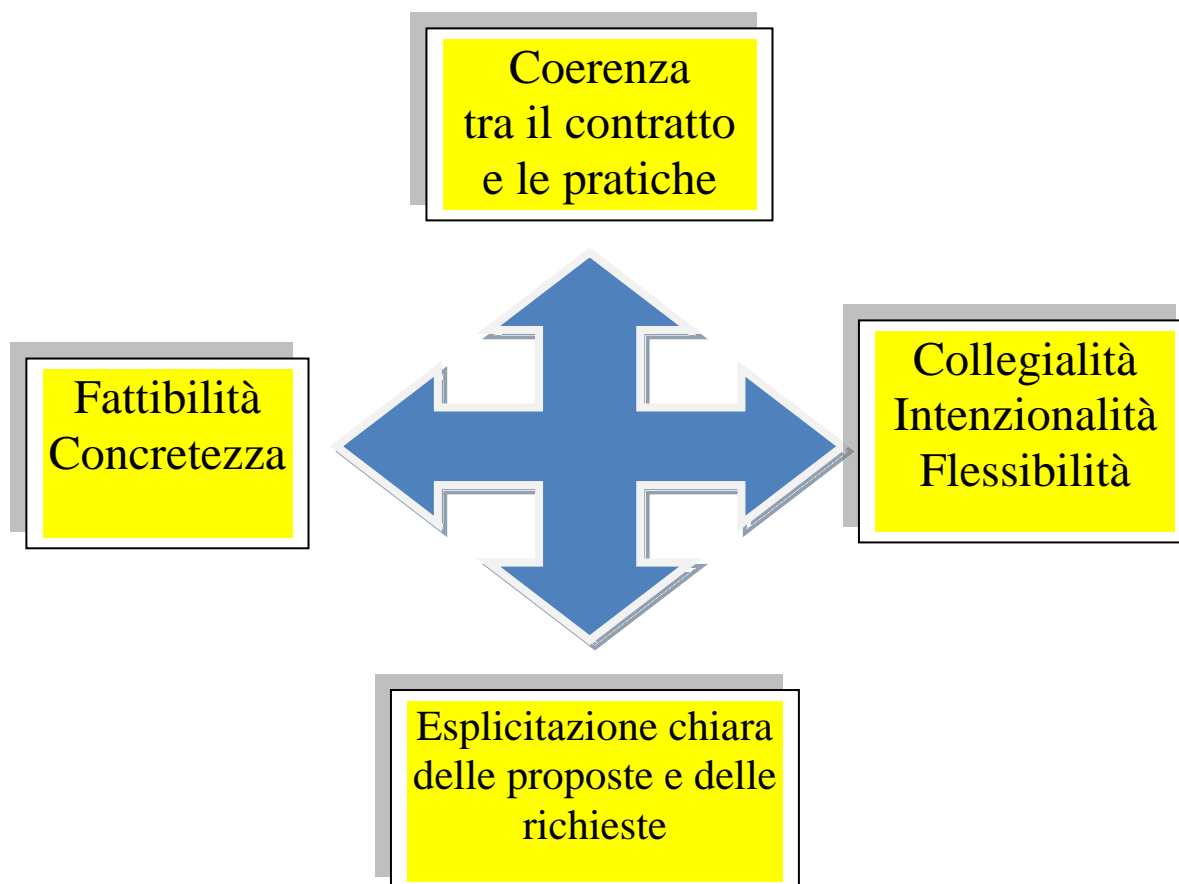 Coerenza
tra il contratto
e le pratiche
Fattibilità
Concretezza
Collegialità
Intenzionalità
Flessibilità
Esplicitazione chiara
delle proposte e delle
richieste